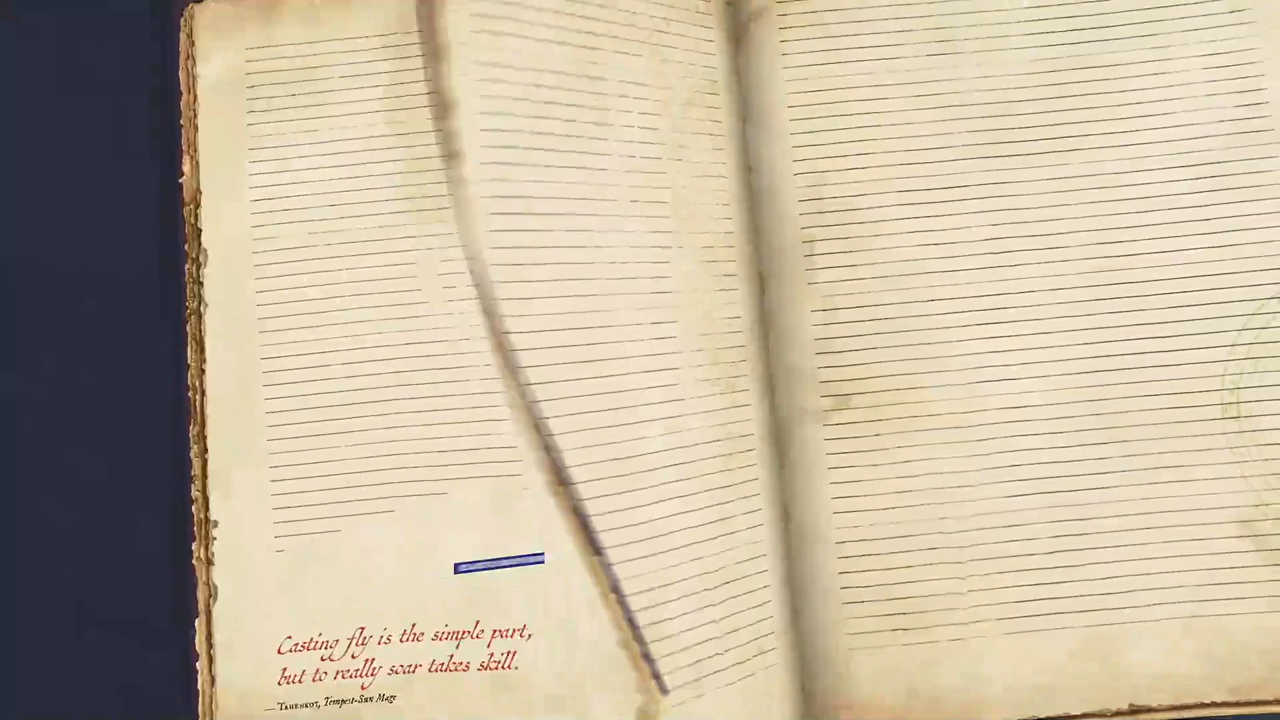 Casting fly is the simple part,
but to really soar takes skill.
— Tahenkot, Tempest-Sun Mage